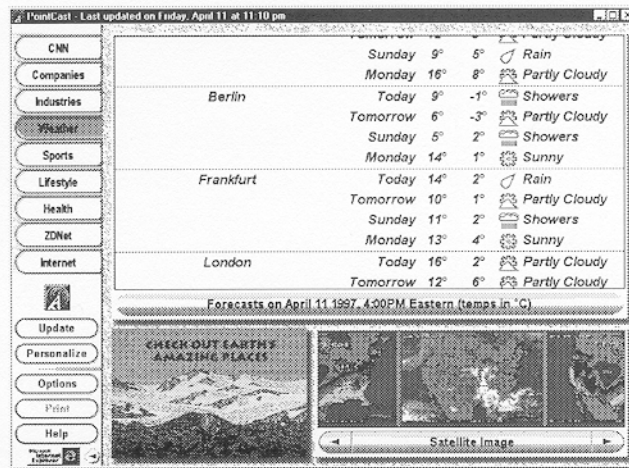 PointCast - Last updated on Friday, April 11 at 11:10 pm
CNN
Companies
Industries
Weather
Sports
Lifestyle
Health
ZDNet
Internet
Update
Personalize
Options
Print
Help
Microsoft Internet Explorer
Tomorrow
Sunday 9° 5° Rain
Monday 16° 8° Partly Cloudy
Berlin Today 9° -1° Showers
Tomorrow 6° -3° Partly Cloudy
Sunday 5° 2° Showers
Monday 14° 1° Sunny
Frankfurt Today 14° 2° Rain
Tomorrow 10° 1° Partly Cloudy
Sunday 11° 2° Showers
Monday 13° 4° Sunny
London Today 16° 2° Partly Cloudy
Tomorrow 12° 6° Partly Cloudy
Forecasts on April 11 1997, 4:00PM Eastern (temps in °C)
CHECK OUT EARTH'S
AMAZING PLACES
Satellite Image